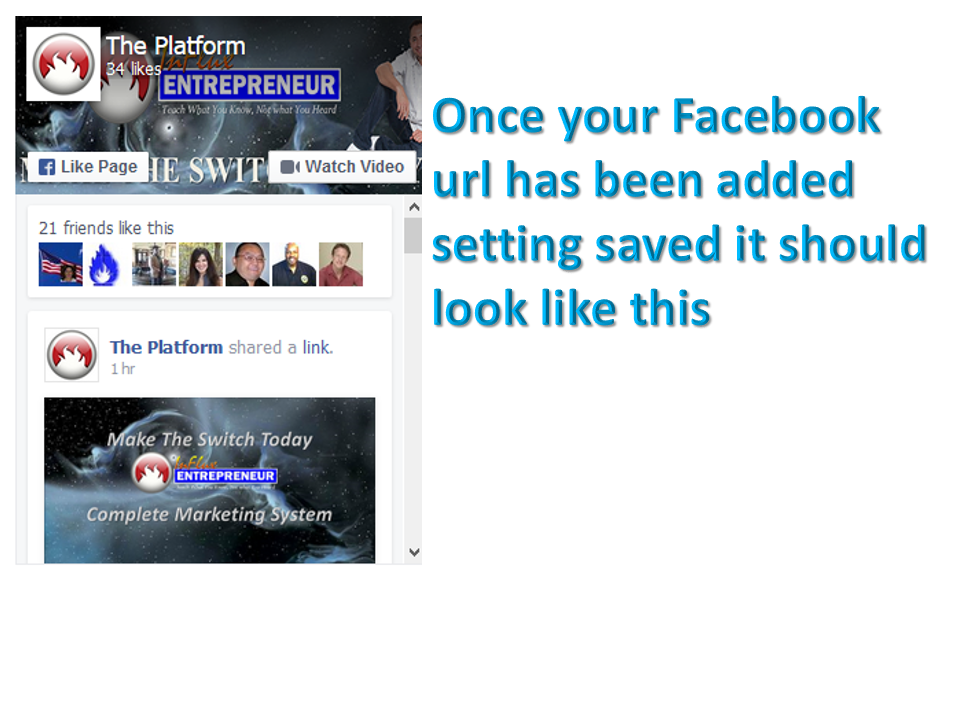 The Platform
34 likes
InFlux
ENTREPRENEUR
Teach What You Know, Not what You Heard
Like Page
HE SWIT
Watch Video
21 friends like this
The Platform shared a link.
1 hr
Make The Switch Today
InFlux
ENTREPRENEUR
Complete Marketing System
Once your Facebook
url has been added
setting saved it should
look like this